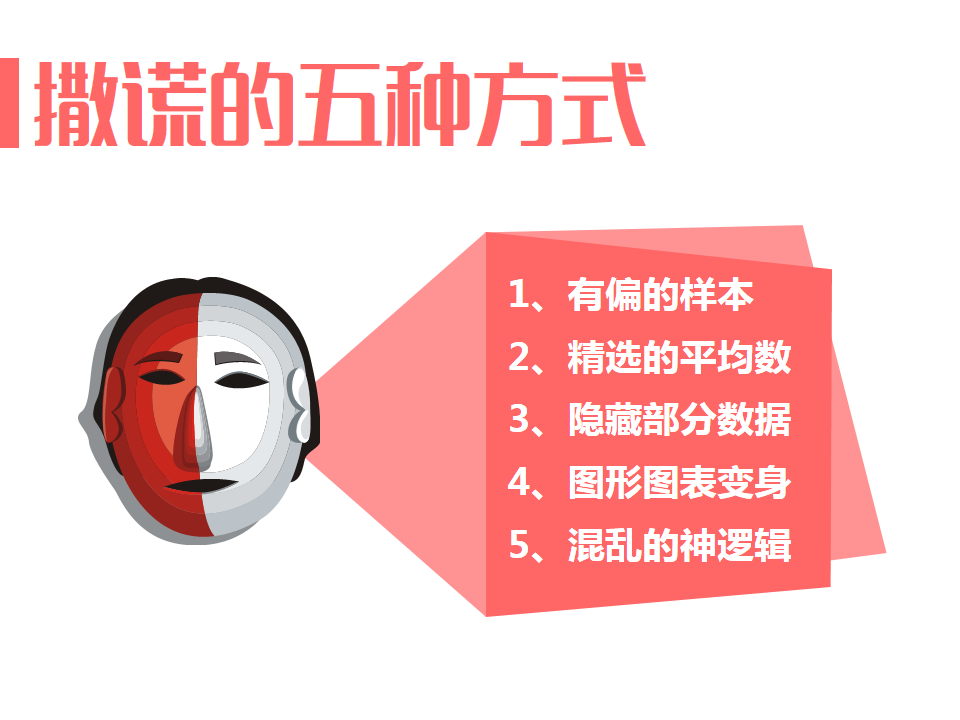 撒谎的五种方式
1、有偏的样本
2、精选的平均数
3、隐藏部分数据
4、图形图表变身
5、混乱的神逻辑